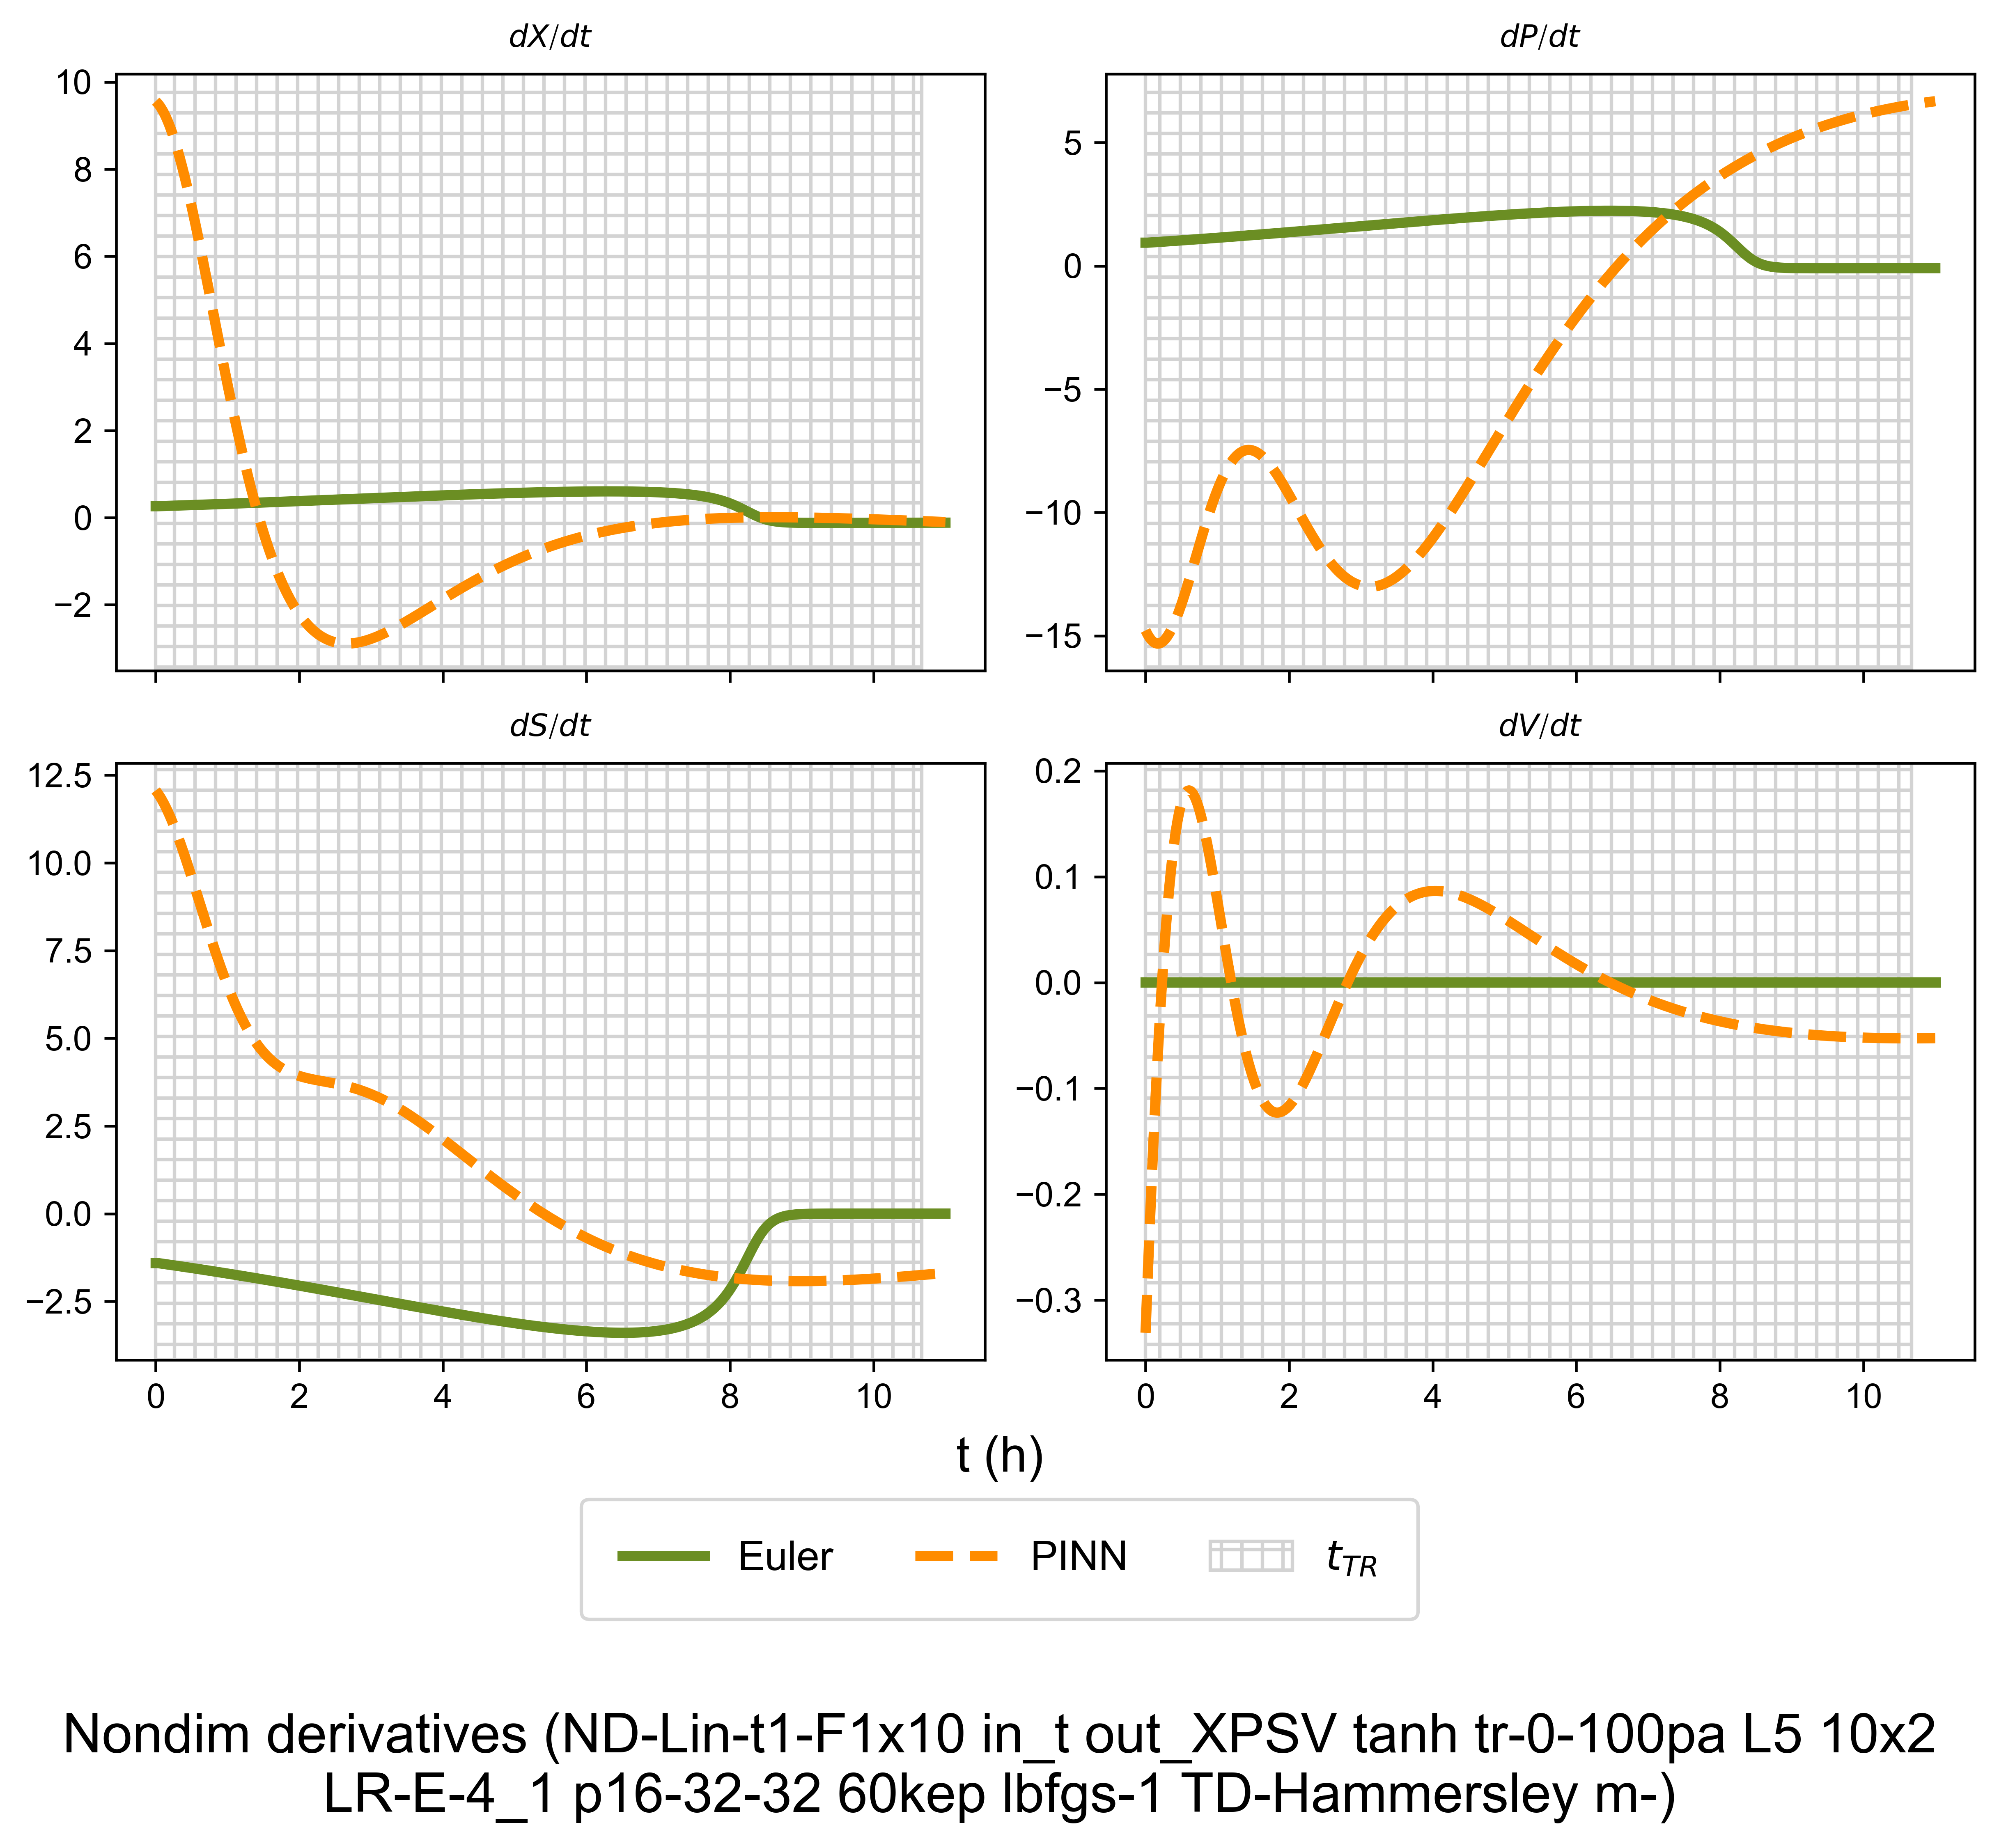 dX/dt
10
8
6
4
2
0
−2
dP/dt
5
0
−5
−10
−15
dS/dt
12.5
10.0
7.5
5.0
2.5
0.0
−2.5
0 2 4 6 8 10
dV/dt
0.2
0.1
0.0
−0.1
−0.2
−0.3
0 2 4 6 8 10
t (h)
Euler PINN t_TR
Nondim derivatives (ND-Lin-t1-F1x10 in_t out_XPSV tanh tr-0-100pa L5 10x2
LR-E-4_1 p16-32-32 60kep lbfgs-1 TD-Hammersley m-)